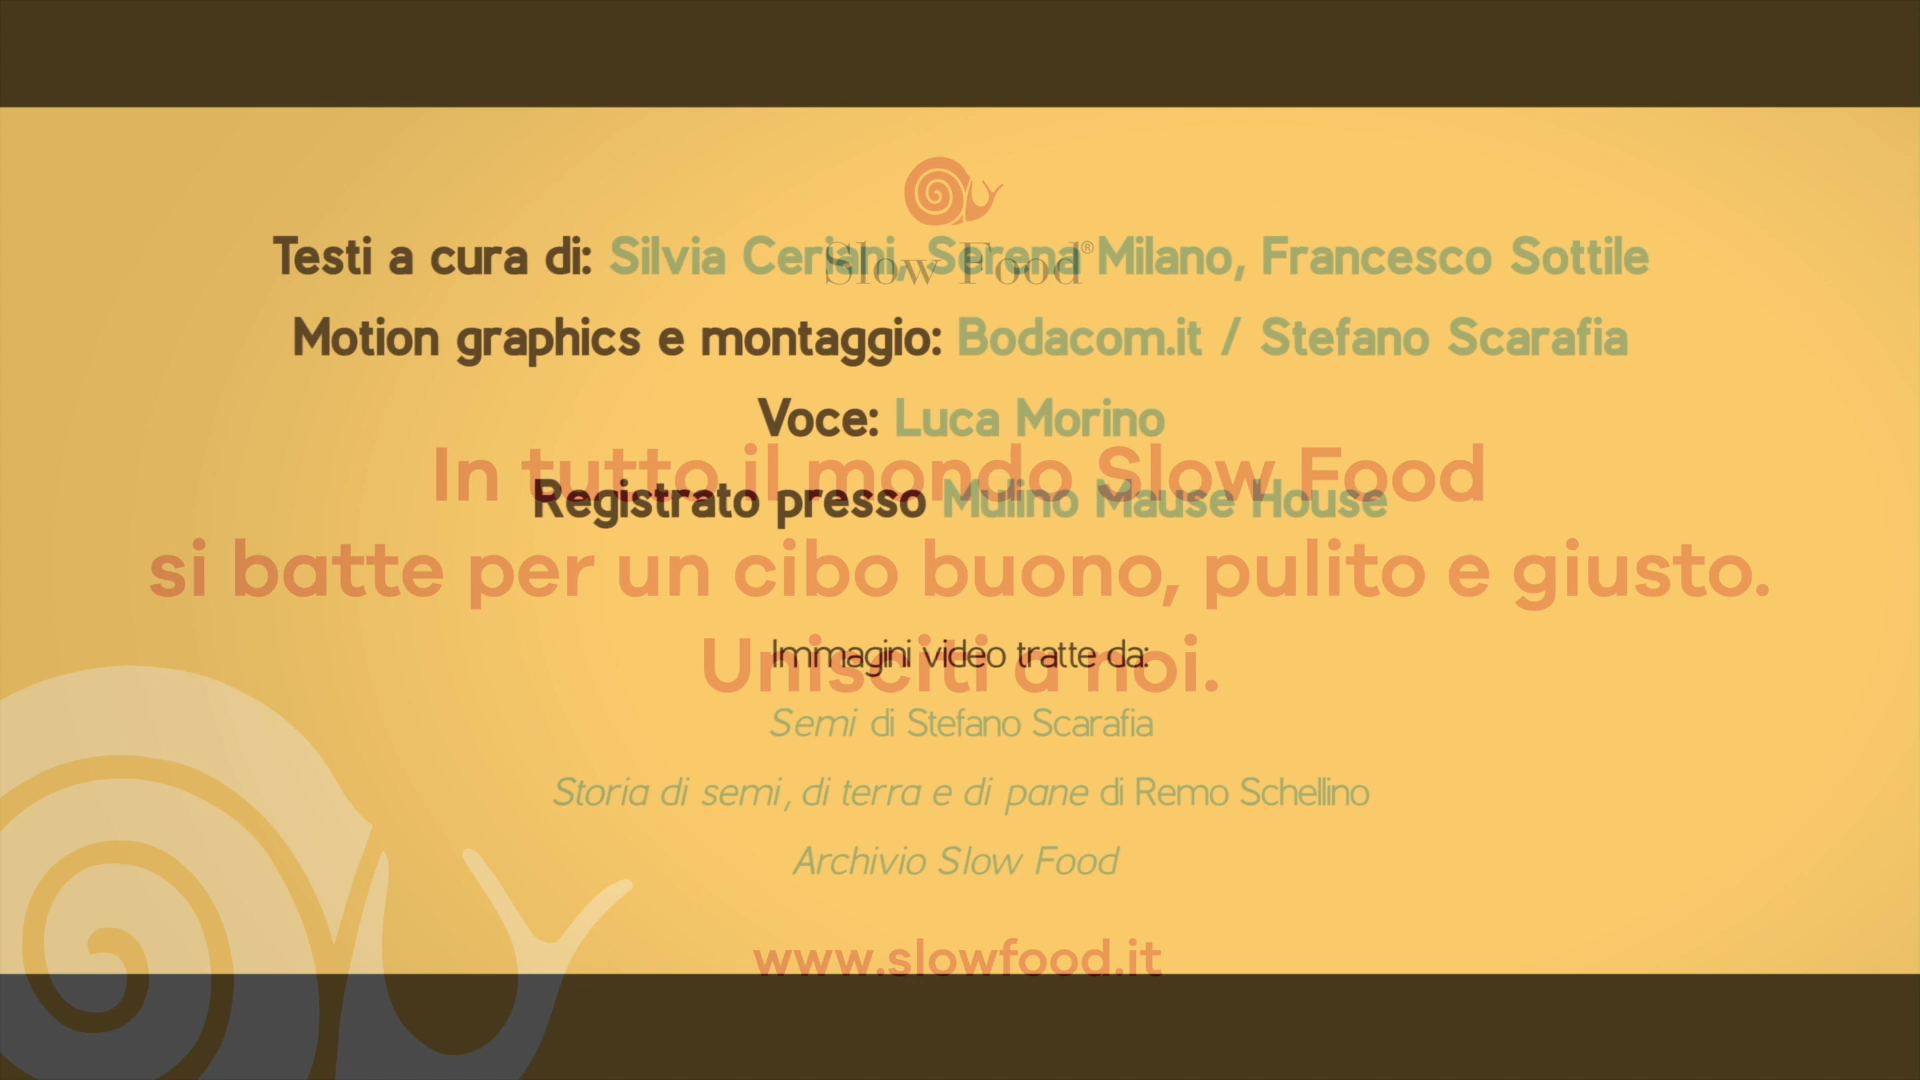 Slow Food®
Testi a cura di: Silvia Cerisini, Serena Milano, Francesco Sottile
Motion graphics e montaggio: Bodacom.it / Stefano Scarafia
Voce: Luca Morino
In tutto il mondo Slow Food
Registrato presso Mulino Mause House
si batte per un cibo buono, pulito e giusto.
Unisciti a noi.
Immagini video tratte da:
Semi di Stefano Scarafia
Storia di semi, di terra e di pane di Remo Schellino
Archivio Slow Food
www.slowfood.it